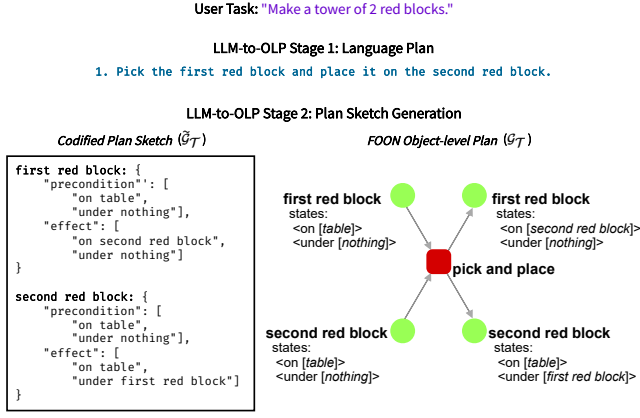 User Task: "Make a tower of 2 red blocks."
LLM-to-OLP Stage 1: Language Plan
1. Pick the first red block and place it on the second red block.
LLM-to-OLP Stage 2: Plan Sketch Generation
Codified Plan Sketch (G̃_T)
first red block: {
"precondition"': [
"on table",
"under nothing"],
"effect": [
"on second red block",
"under nothing"]
}
second red block: {
"precondition": [
"on table",
"under nothing"],
"effect": [
"on table",
"under first red block"]
}
FOON Object-level Plan (G_T)
first red block
states:
<on [table]>
<under [nothing]>
first red block
states:
<on [second red block]>
<under [nothing]>
pick and place
second red block
states:
<on [table]>
<under [nothing]>
second red block
states:
<on [table]>
<under [first red block]>